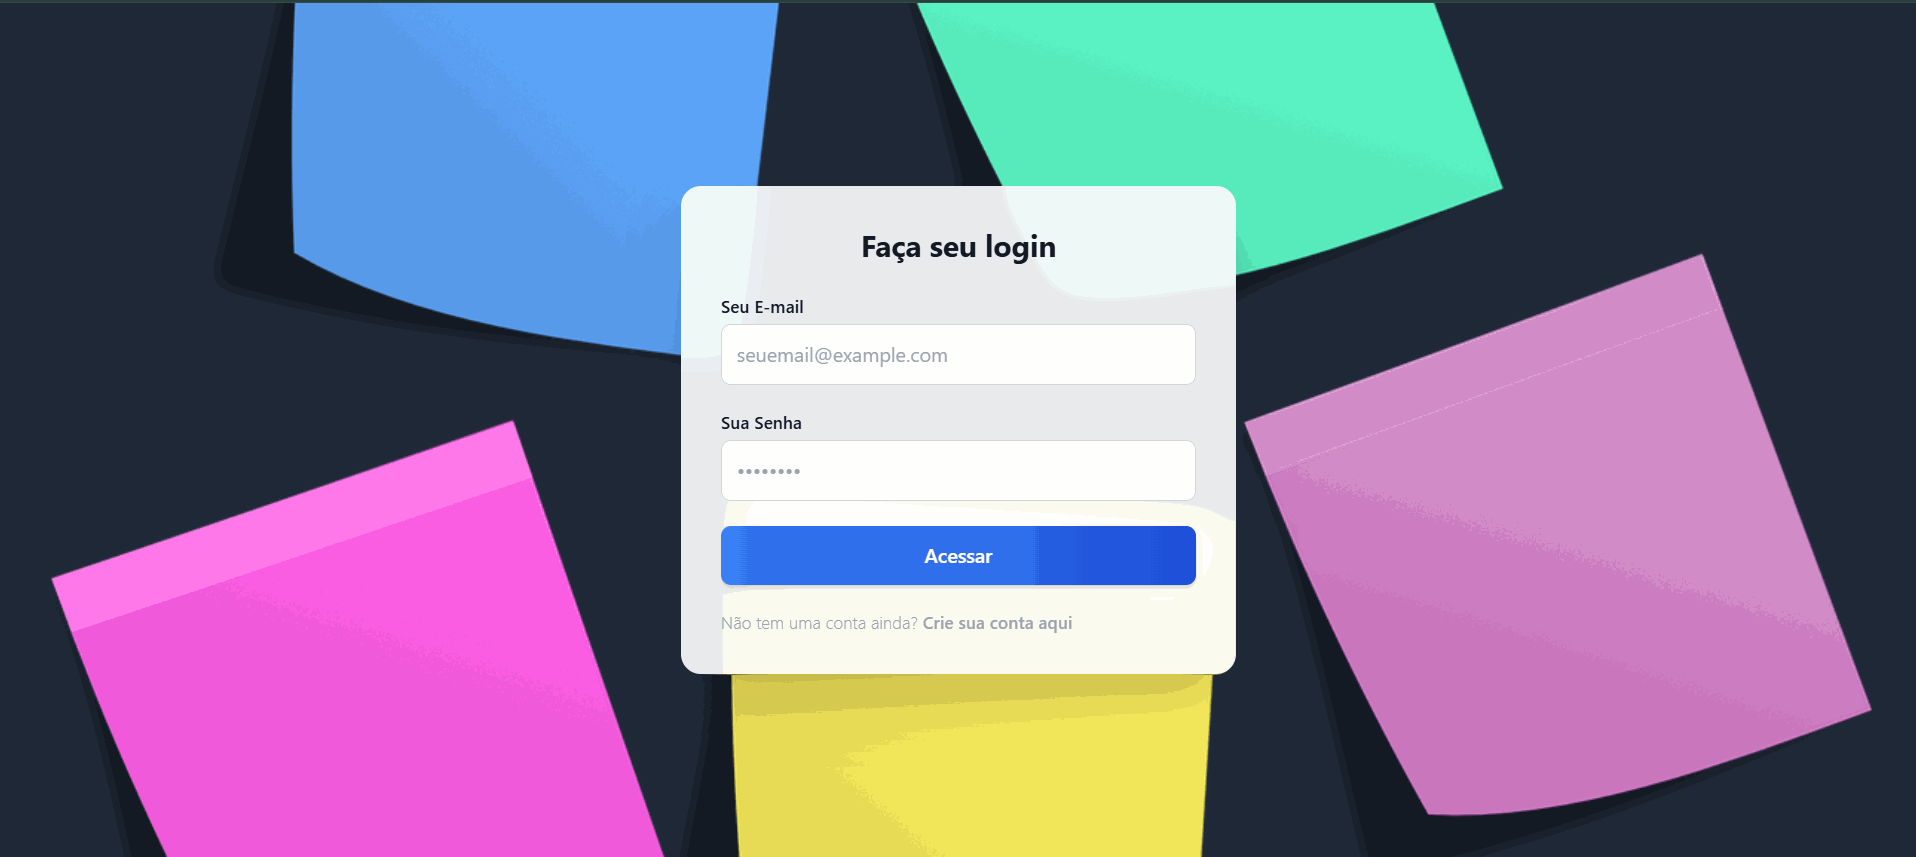 Faça seu login
Seu E-mail
seuemail@example.com
Sua Senha
••••••••
Acessar
Não tem uma conta ainda? Crie sua conta aqui